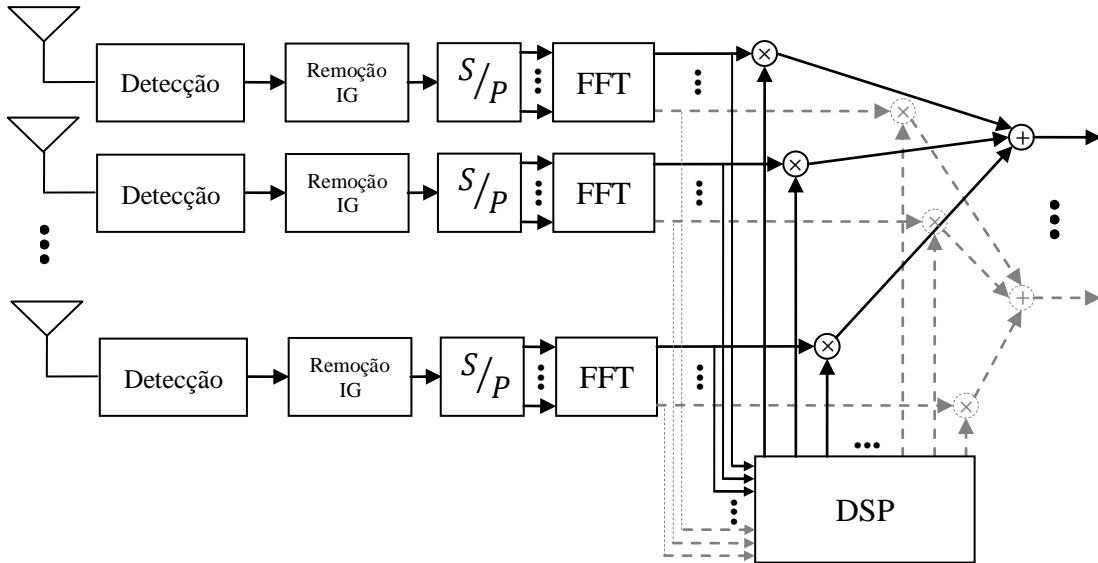 Detecção
Remoção
IG
S/P
FFT
×
×
+
Detecção
Remoção
IG
S/P
FFT
×
×
+
Detecção
Remoção
IG
S/P
FFT
×
×
DSP